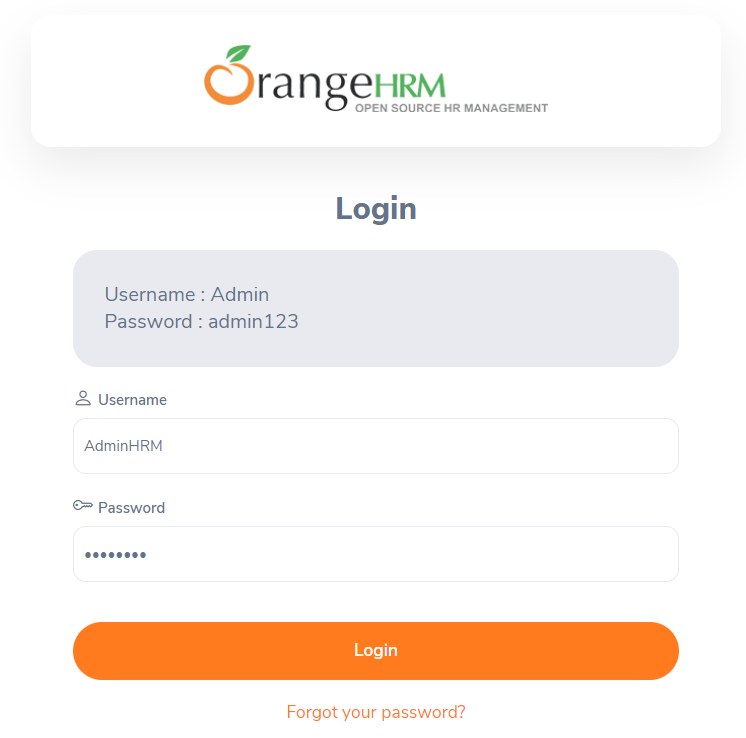 OrangeHRM
OPEN SOURCE HR MANAGEMENT
Login
Username : Admin
Password : admin123
Username
AdminHRM
Password
••••••••
Login
Forgot your password?